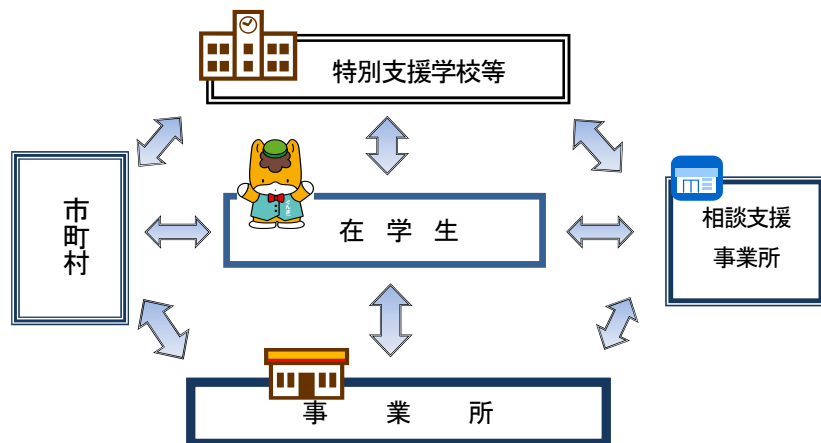 特別支援学校等
市町村
在学生
相談支援
事業所
事業所